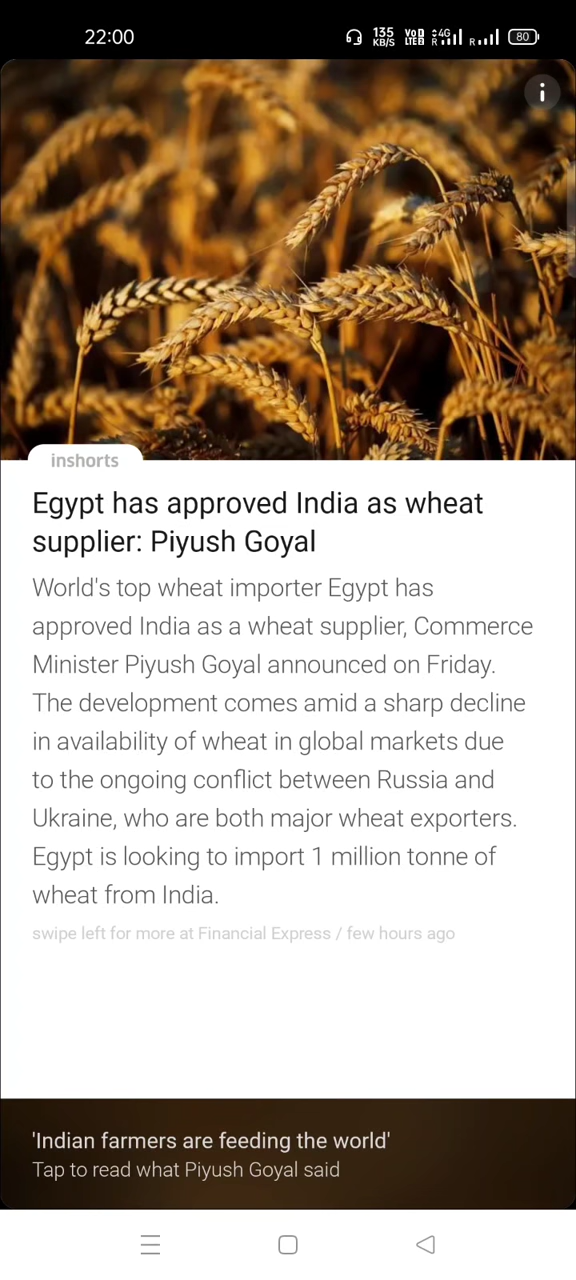 22:00
135
KB/S
VoD
LTE2
4G
R
R
80
i
inshorts
Egypt has approved India as wheat
supplier: Piyush Goyal
World's top wheat importer Egypt has
approved India as a wheat supplier, Commerce
Minister Piyush Goyal announced on Friday.
The development comes amid a sharp decline
in availability of wheat in global markets due
to the ongoing conflict between Russia and
Ukraine, who are both major wheat exporters.
Egypt is looking to import 1 million tonne of
wheat from India.
swipe left for more at Financial Express / few hours ago
'Indian farmers are feeding the world'
Tap to read what Piyush Goyal said